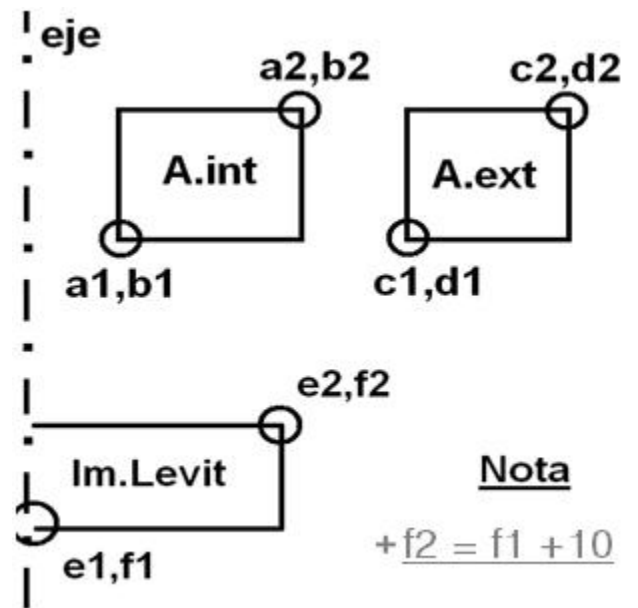 eje
a2,b2
c2,d2
A.int
A.ext
a1,b1
c1,d1
e2,f2
Im.Levit
Nota
e1,f1
+f2 = f1 +10